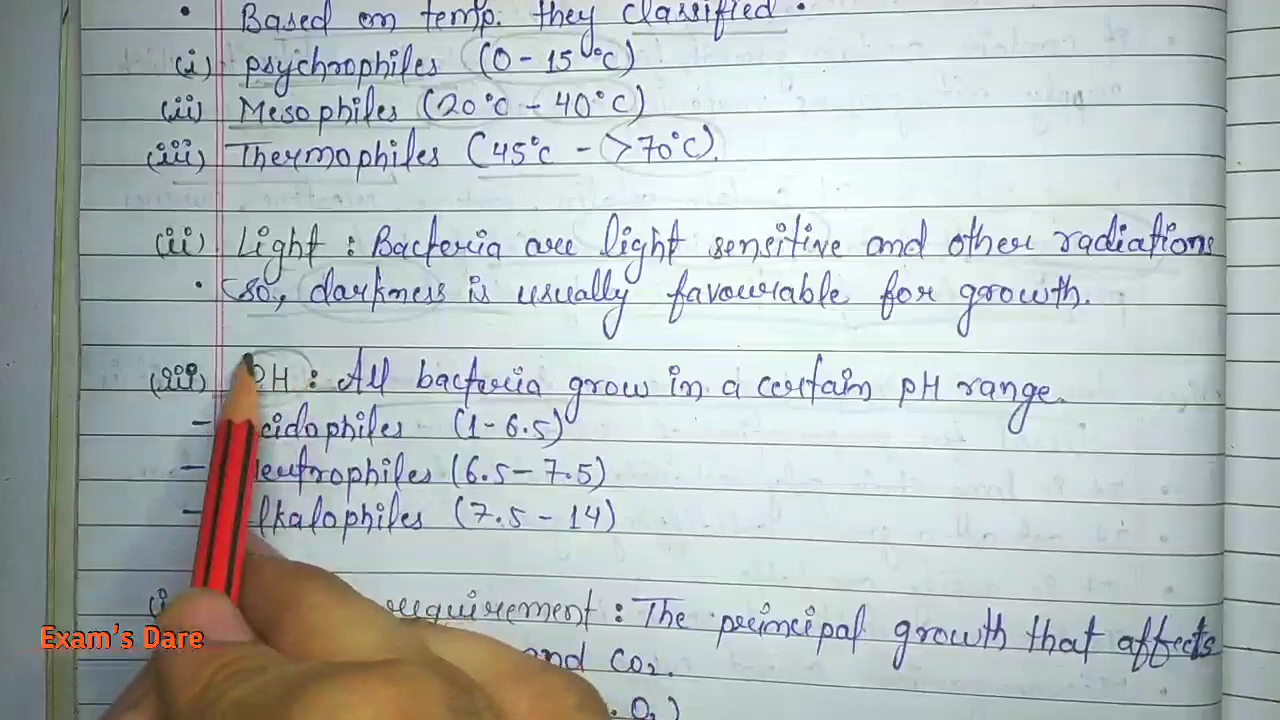 • Based on temp. they classified.
(i) psychrophiles (0-15°C)
(ii) Mesophiles (20°C - 40°C)
(iii) Thermophiles (45°C - >70°C).
(ii) Light : Bacteria are light sensitive and other radiations
• so, darkness is usually favourable for growth.
(iii) PH : All bacteria grow in a certain pH range.
- cidophiles (1-6.5)
- eutrophiles (6.5-7.5)
- lkalophiles (7.5-14)
requirement : The principal growth that affects
and CO2.
O2)
Exam's Dare